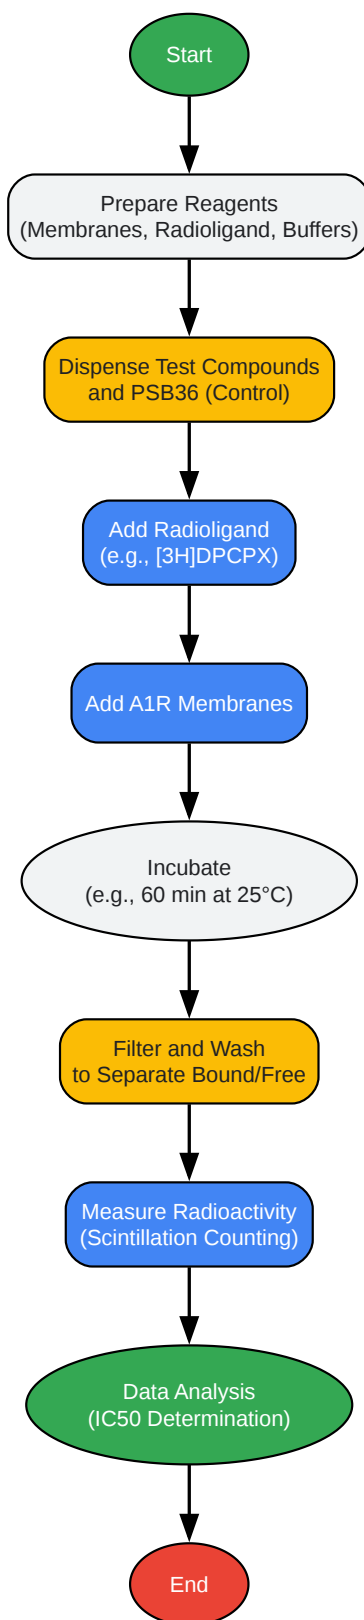 Start
Prepare Reagents
(Membranes, Radioligand, Buffers)
Dispense Test Compounds
and PSB36 (Control)
Add Radioligand
(e.g., [3H]DPCPX)
Add A1R Membranes
Incubate
(e.g., 60 min at 25°C)
Filter and Wash
to Separate Bound/Free
Measure Radioactivity
(Scintillation Counting)
Data Analysis
(IC50 Determination)
End